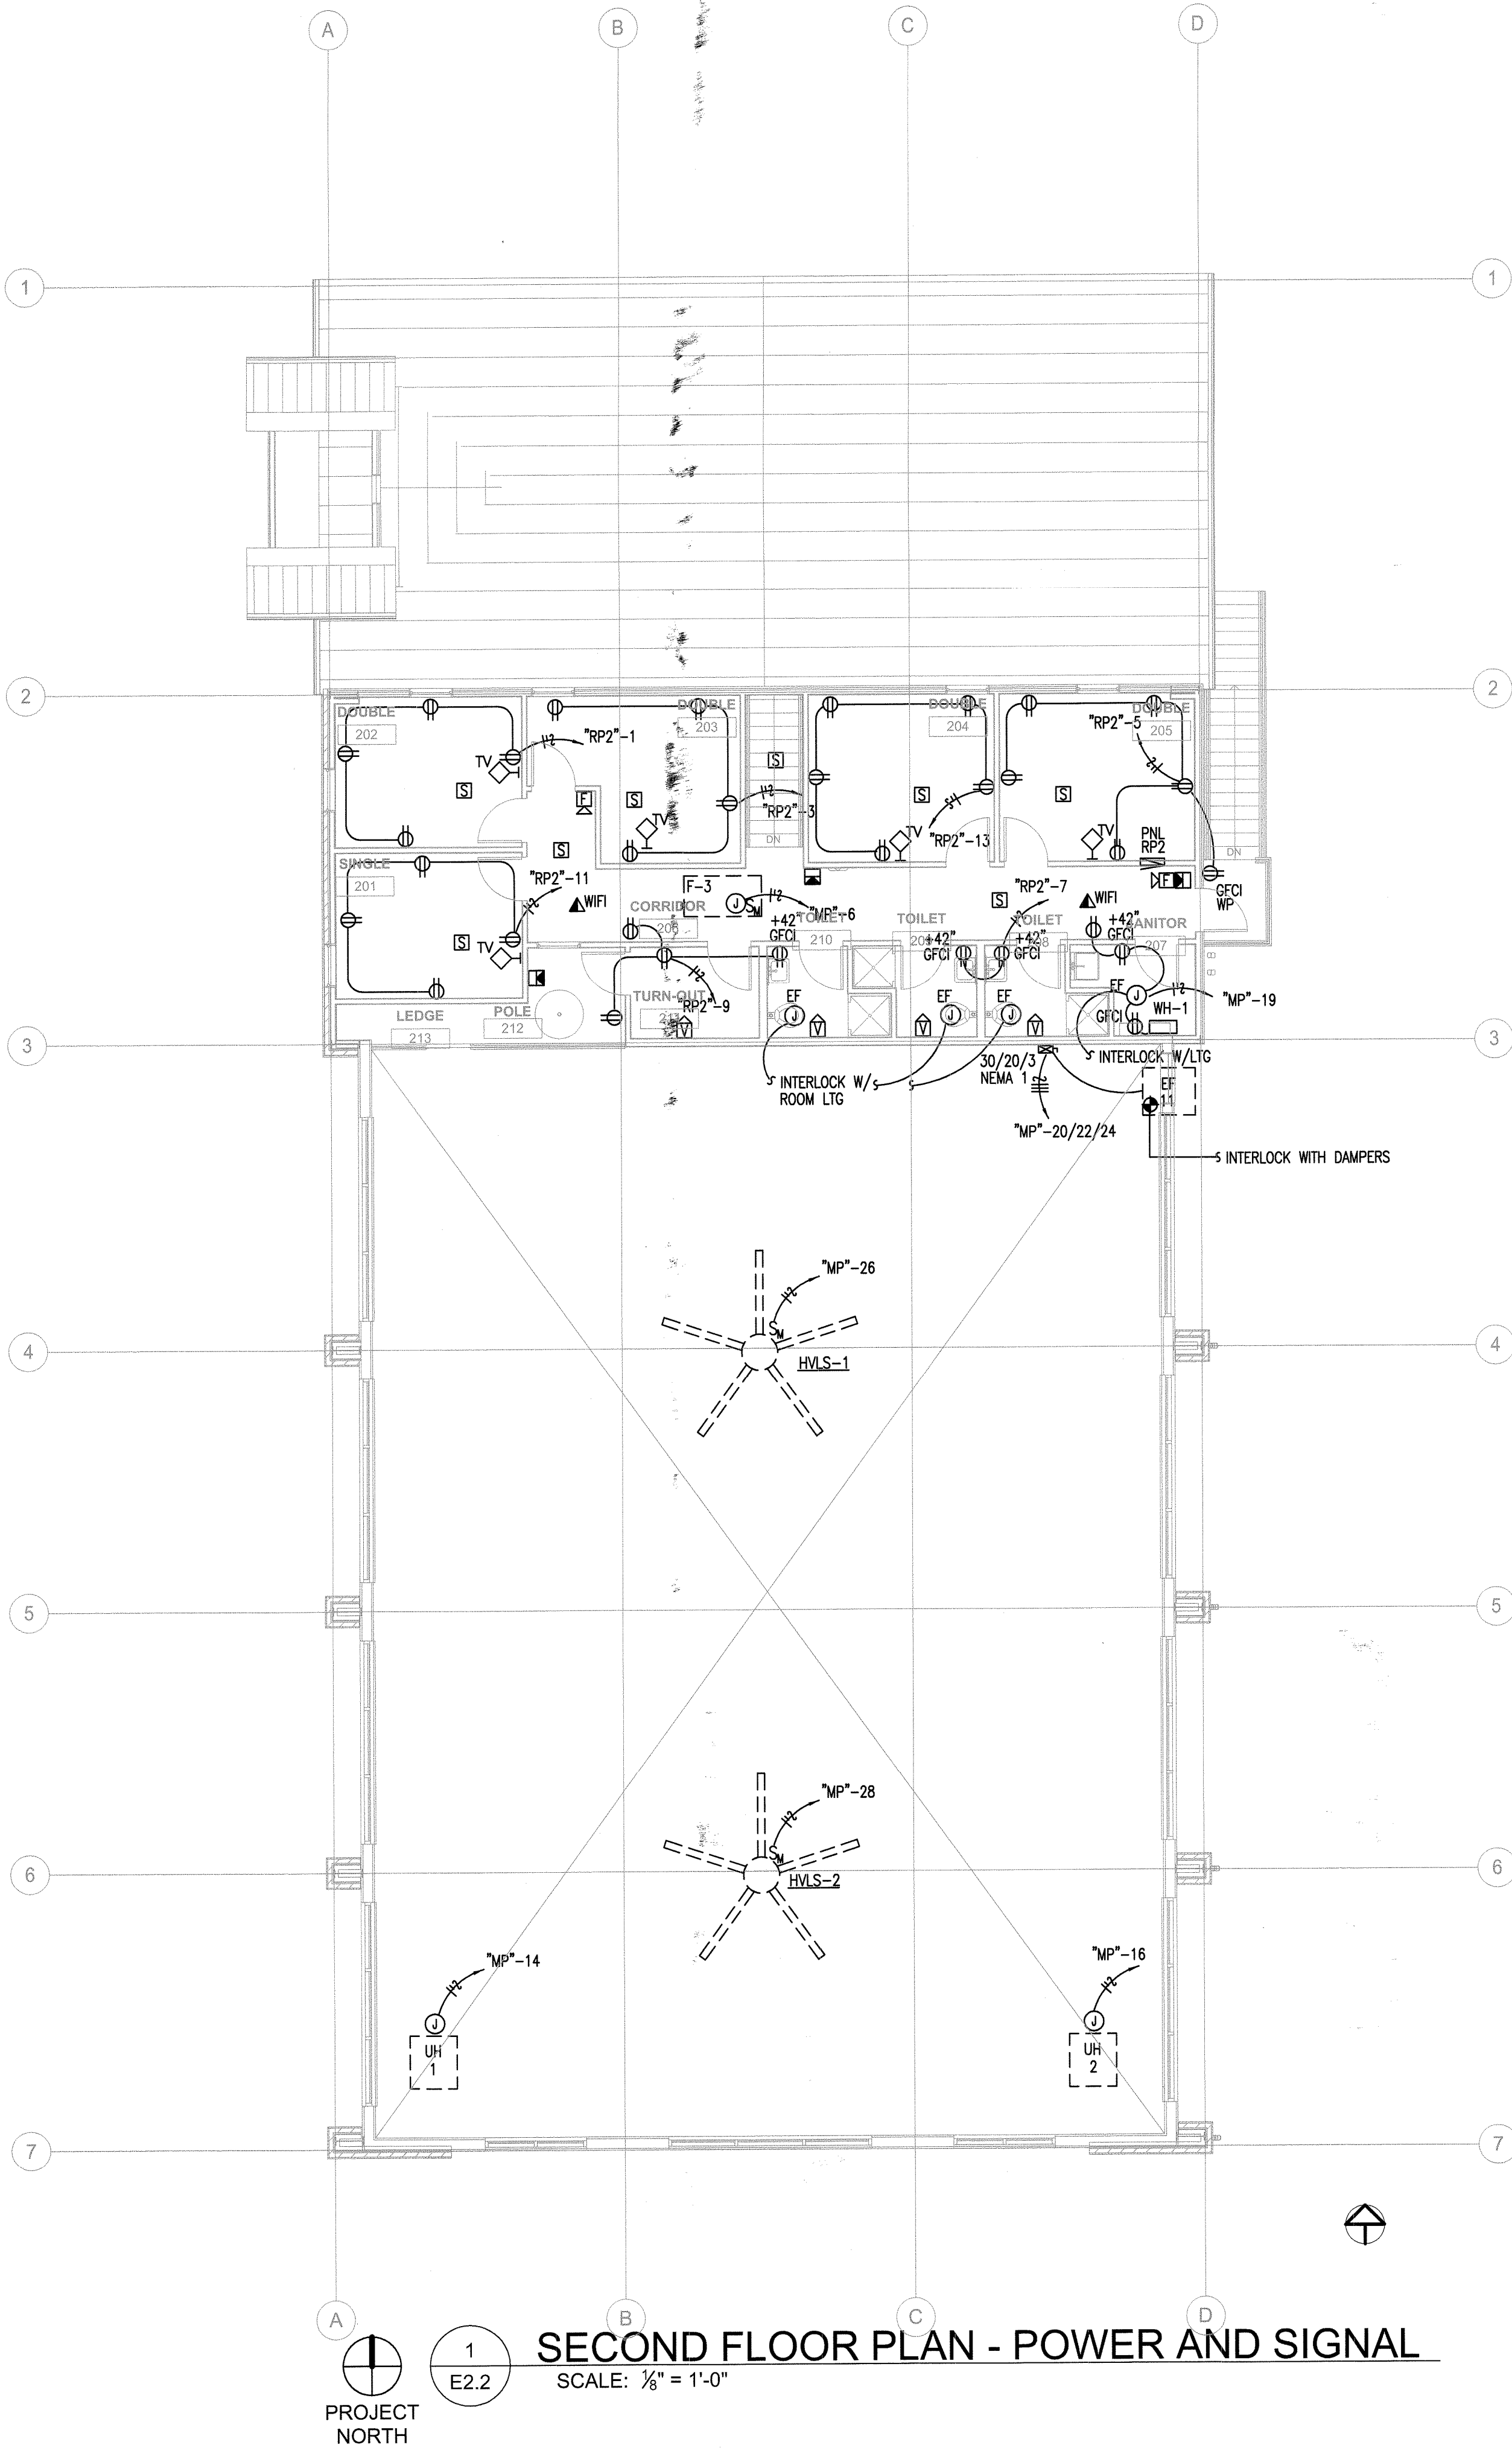 A
B
C
D
1
1
2
2
DOUBLE
202
DOUBLE
203
DOUBLE
204
DOUBLE
205
"RP2"-1
"RP2"-5
TV
S
S
S
S
S
F
TV
"RP2"-3
TV
"RP2"-13
TV
PNL
RP2
DN
DN
S
SINGLE
201
"RP2"-11
WIFI
F-3
J
SM
"MP"-6
S
"RP2"-7
WIFI
F
GFCI
WP
CORRIDOR
206
+42"
GFCI
TOILET
210
TOILET
+42"
GFCI
TOILET
+42"
GFCI
+42"
GFCI
JANITOR
207
S
TV
TURN-OUT
"RP2"-9
LEDGE
213
POLE
212
V
EF
J
V
V
EF
J
EF
J
V
EF
J
GFCI
WH-1
"MP"-19
3
3
INTERLOCK W/
ROOM LTG
30/20/3
NEMA 1
INTERLOCK W/LTG
EF
11
"MP"-20/22/24
INTERLOCK WITH DAMPERS
"MP"-26
SM
4
4
HVLS-1
5
5
"MP"-28
SM
6
6
HVLS-2
"MP"-14
"MP"-16
J
J
UH
1
UH
2
7
7
A
B
C
D
1
E2.2
SECOND FLOOR PLAN - POWER AND SIGNAL
SCALE: ⅛" = 1'-0"
PROJECT
NORTH